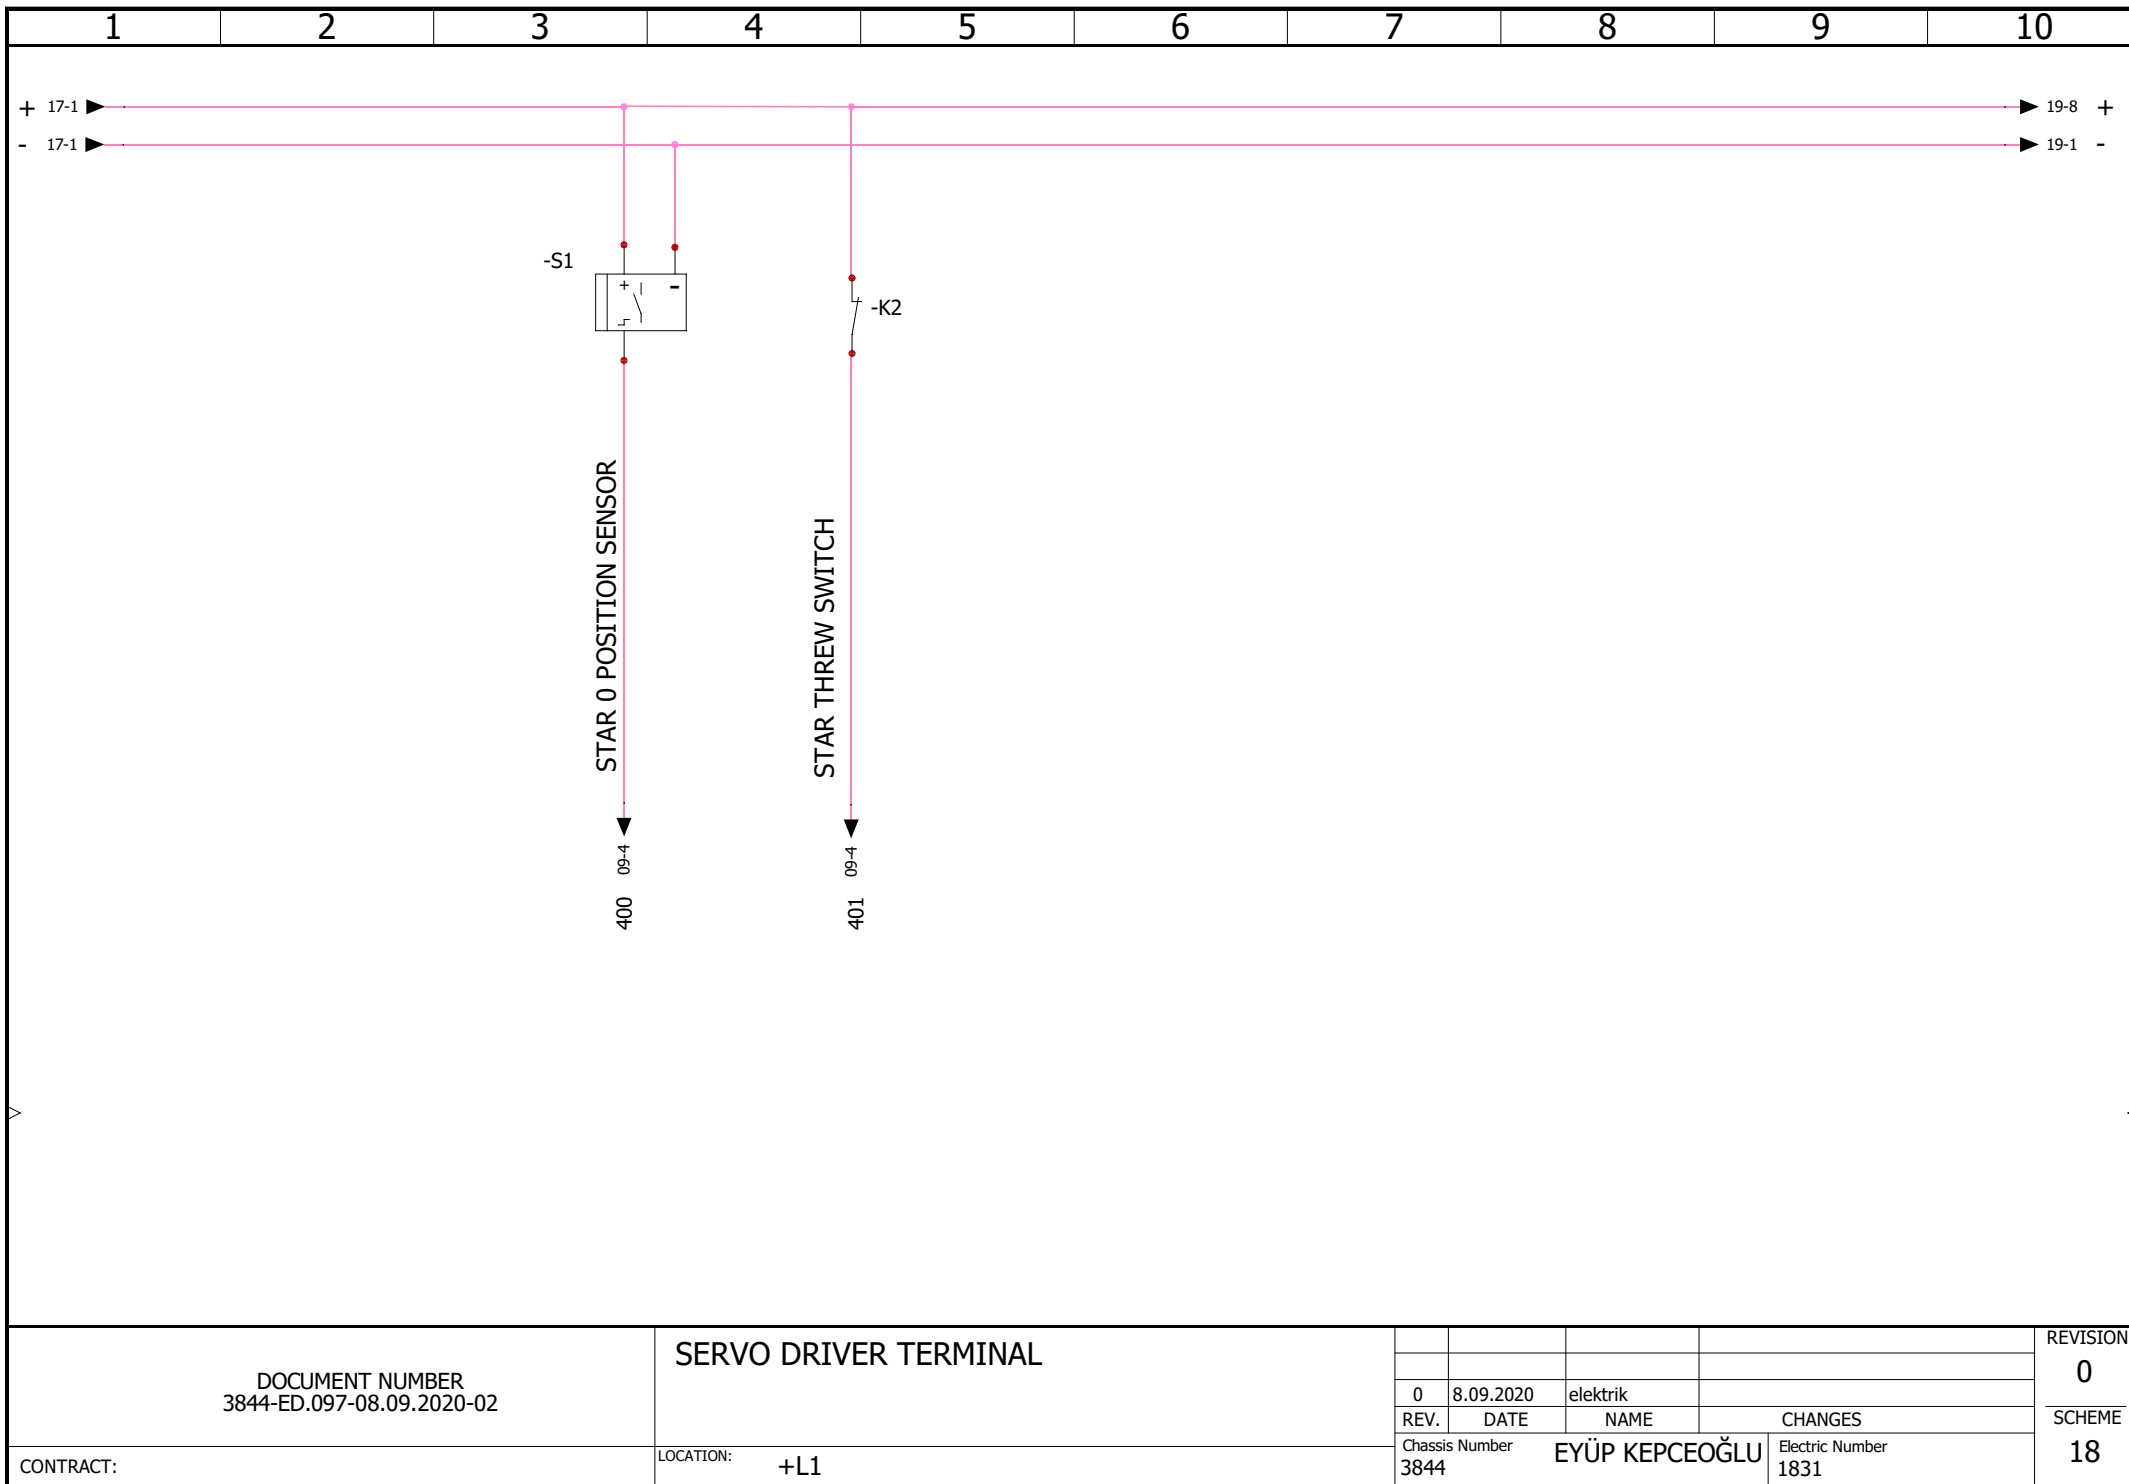 1 2 3 4 5 6 7 8 9 10
+ 17-1 19-8 +
- 17-1 19-1 -
-S1
+ -
-K2
STAR 0 POSITION SENSOR
STAR THREW SWITCH
09-4
09-4
400
401
DOCUMENT NUMBER
3844-ED.097-08.09.2020-02
CONTRACT:
SERVO DRIVER TERMINAL
LOCATION: +L1
0 8.09.2020 elektrik
REV. DATE NAME CHANGES
Chassis Number
3844
EYÜP KEPCEOĞLU
Electric Number
1831
REVISION
0
SCHEME
18